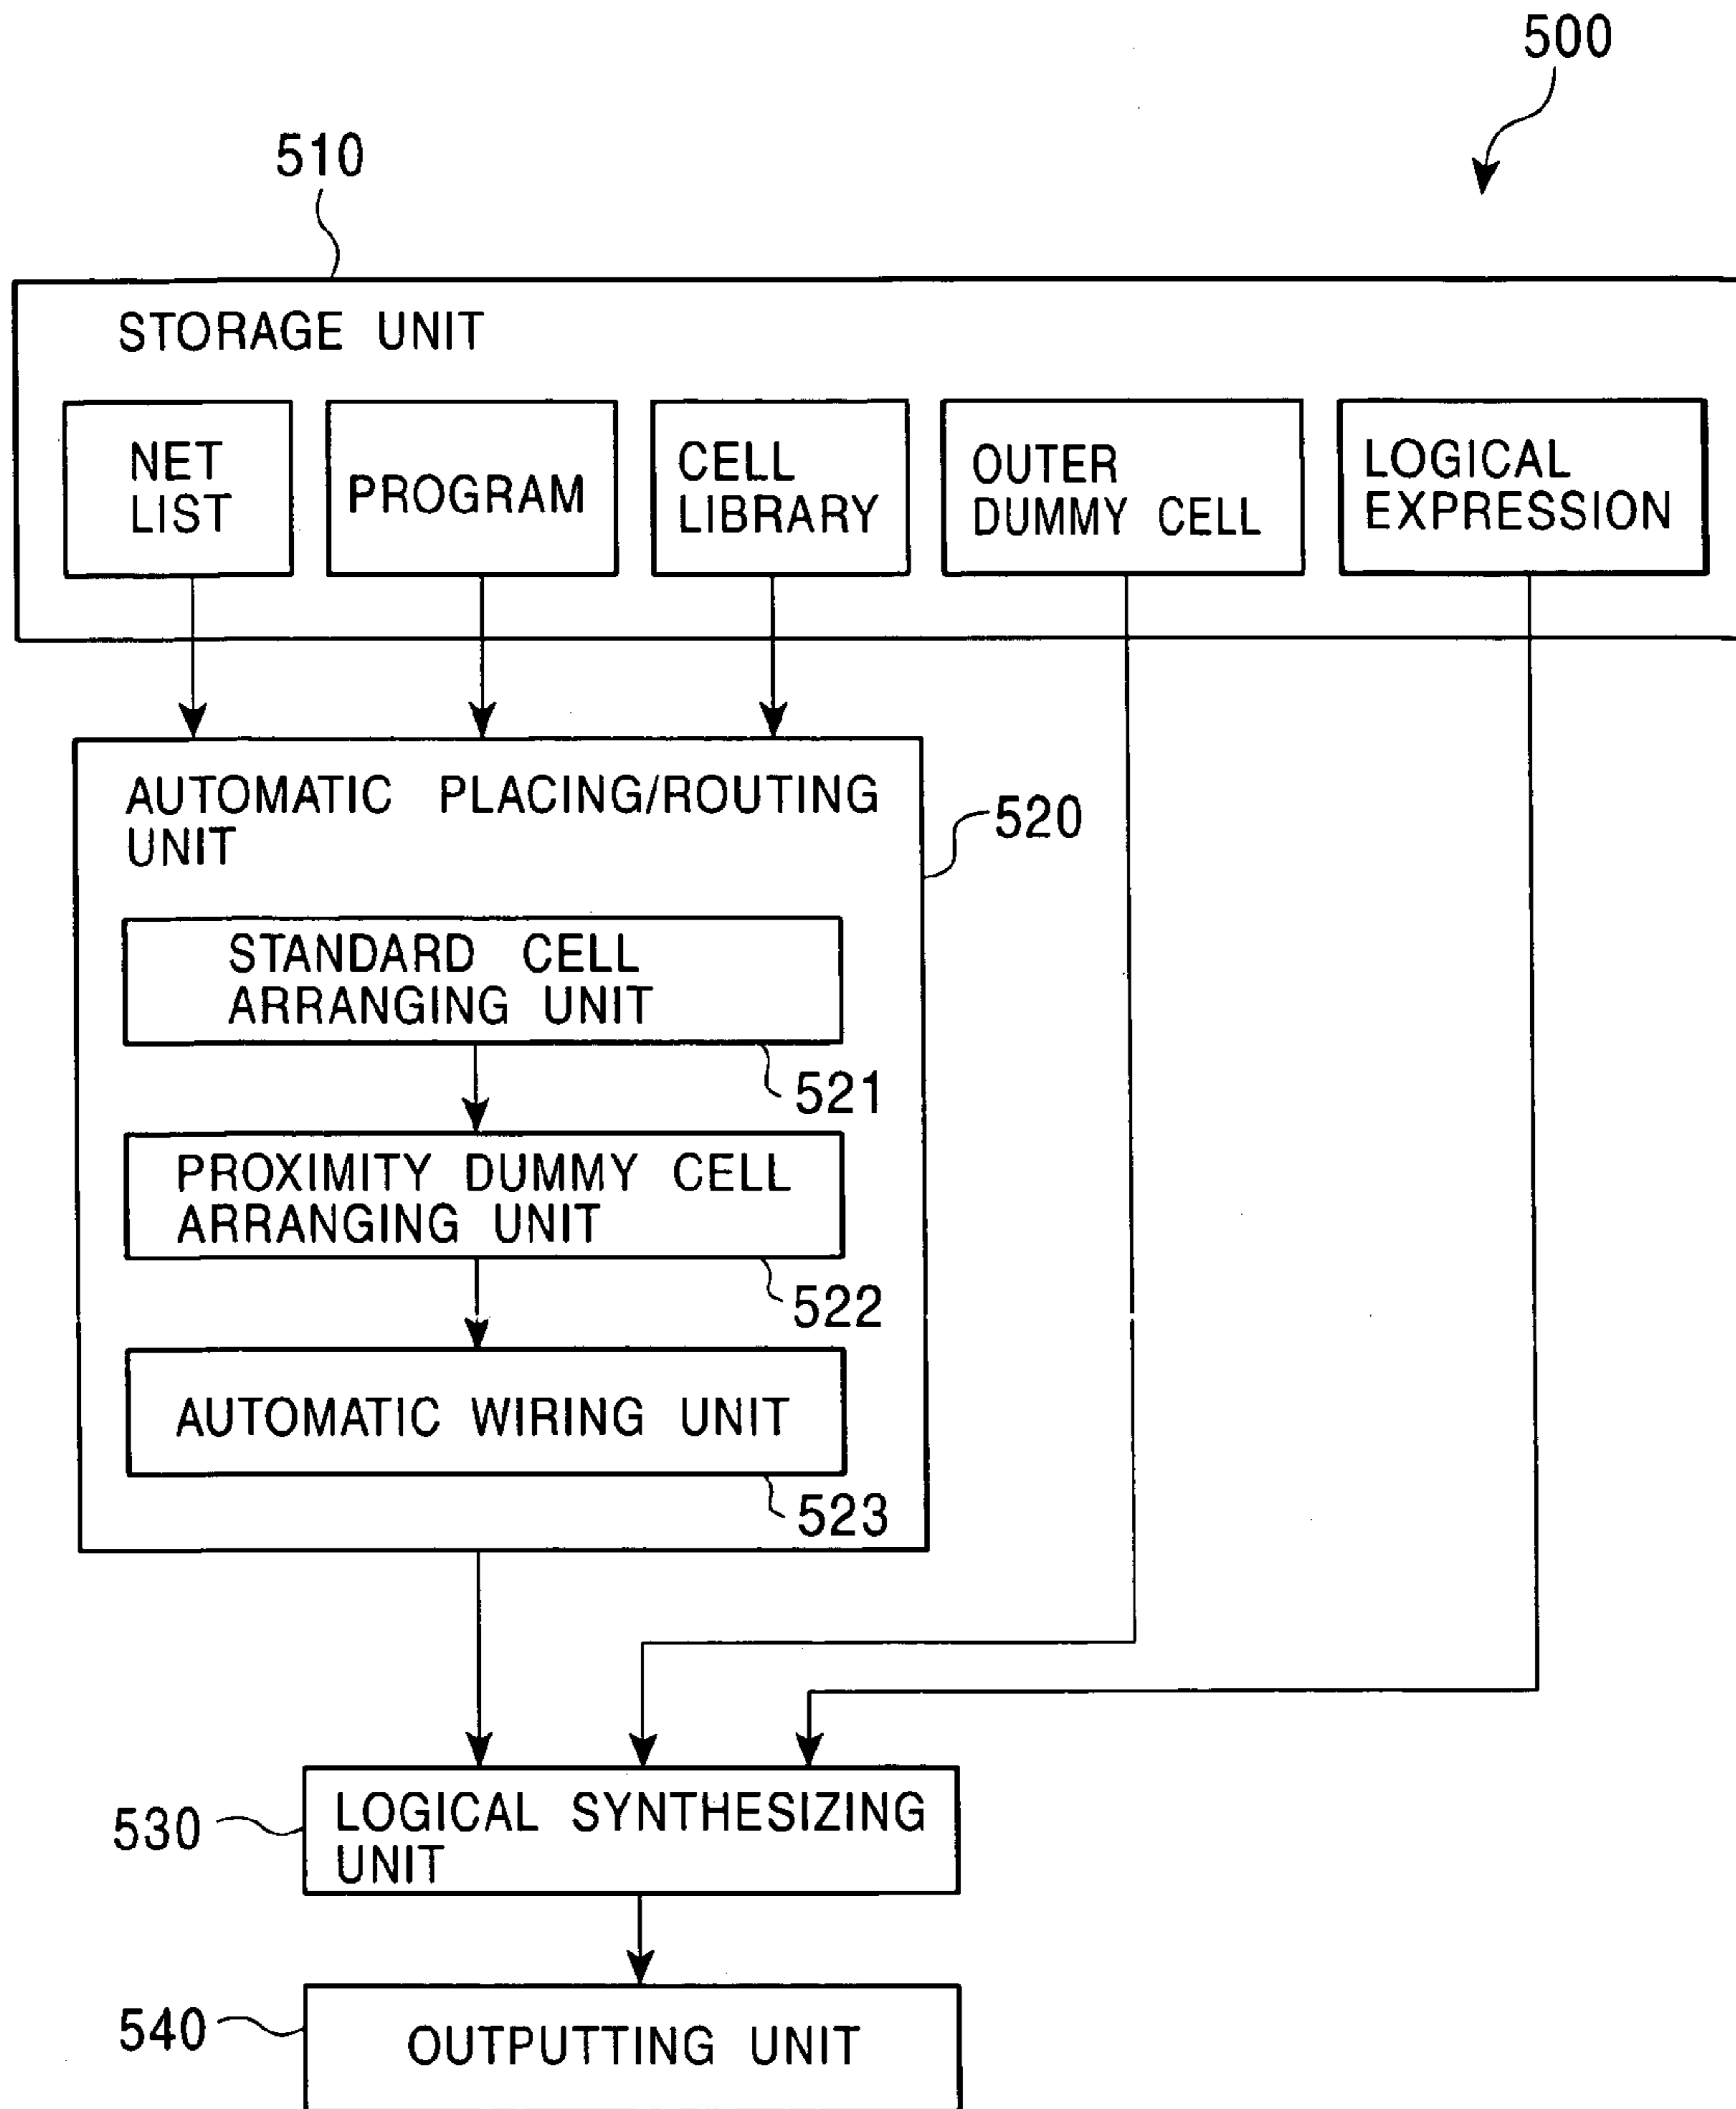 500
510
STORAGE UNIT
NET
LIST
PROGRAM
CELL
LIBRARY
OUTER
DUMMY CELL
LOGICAL
EXPRESSION
AUTOMATIC PLACING/ROUTING
UNIT
520
STANDARD CELL
ARRANGING UNIT
521
PROXIMITY DUMMY CELL
ARRANGING UNIT
522
AUTOMATIC WIRING UNIT
523
530
LOGICAL SYNTHESIZING
UNIT
540
OUTPUTTING UNIT